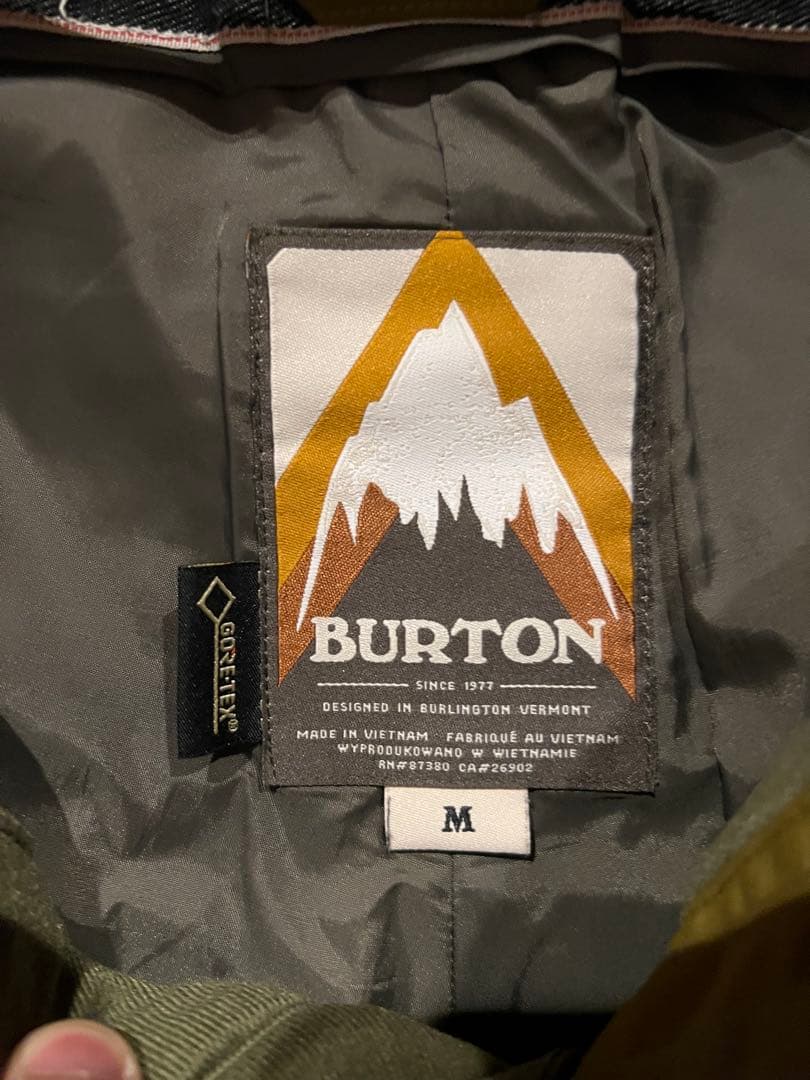 BURTON
SINCE 1977
DESIGNED IN BURLINGTON VERMONT
MADE IN VIETNAM · FABRIQUÉ AU VIETNAM
WYPRODUKOWANO W WIETNAMIE
RN#87380 CA#26902
GORE-TEX®
M